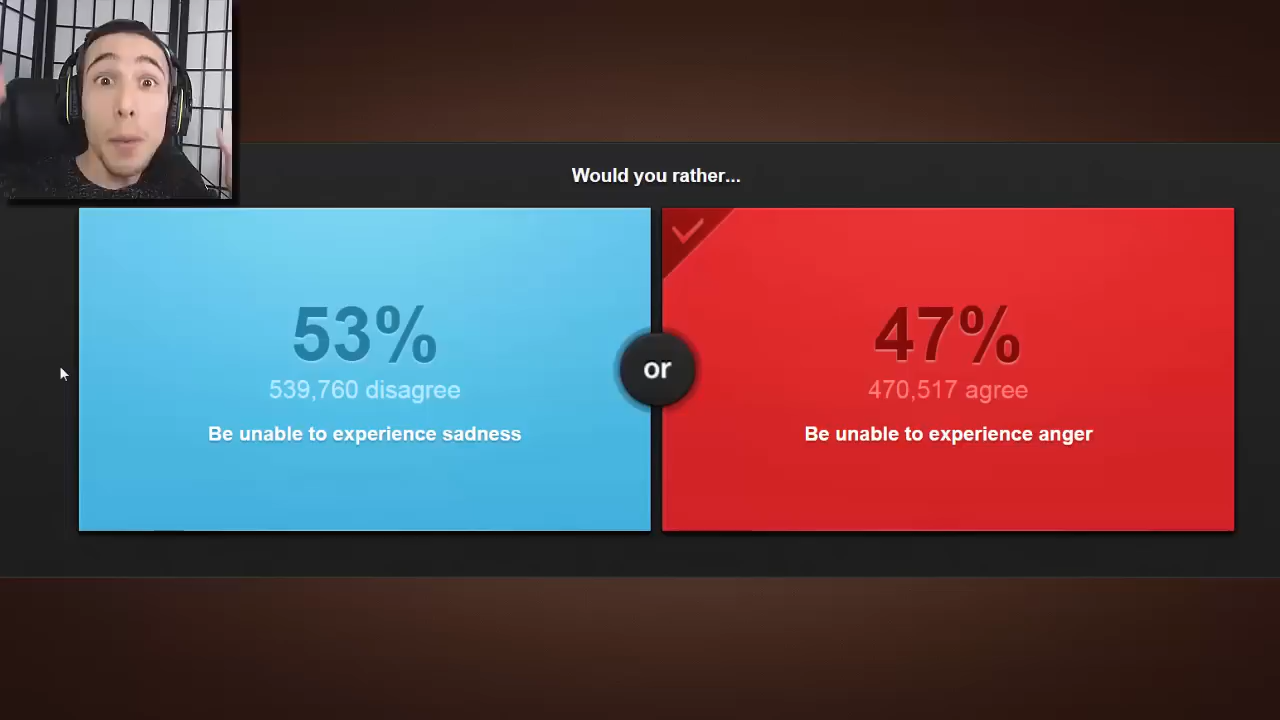 Would you rather...
53%
539,760 disagree
Be unable to experience sadness
or
47%
470,517 agree
Be unable to experience anger